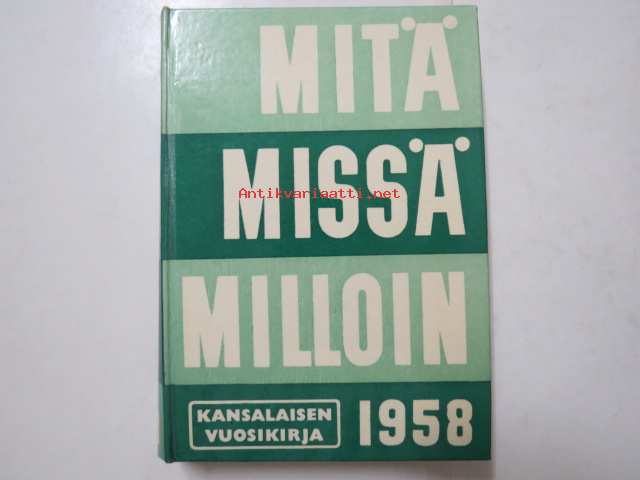 MITÄ
MISSÄ
Antikvariaatti.net
MILLOIN
KANSALAISEN
VUOSIKIRJA
1958